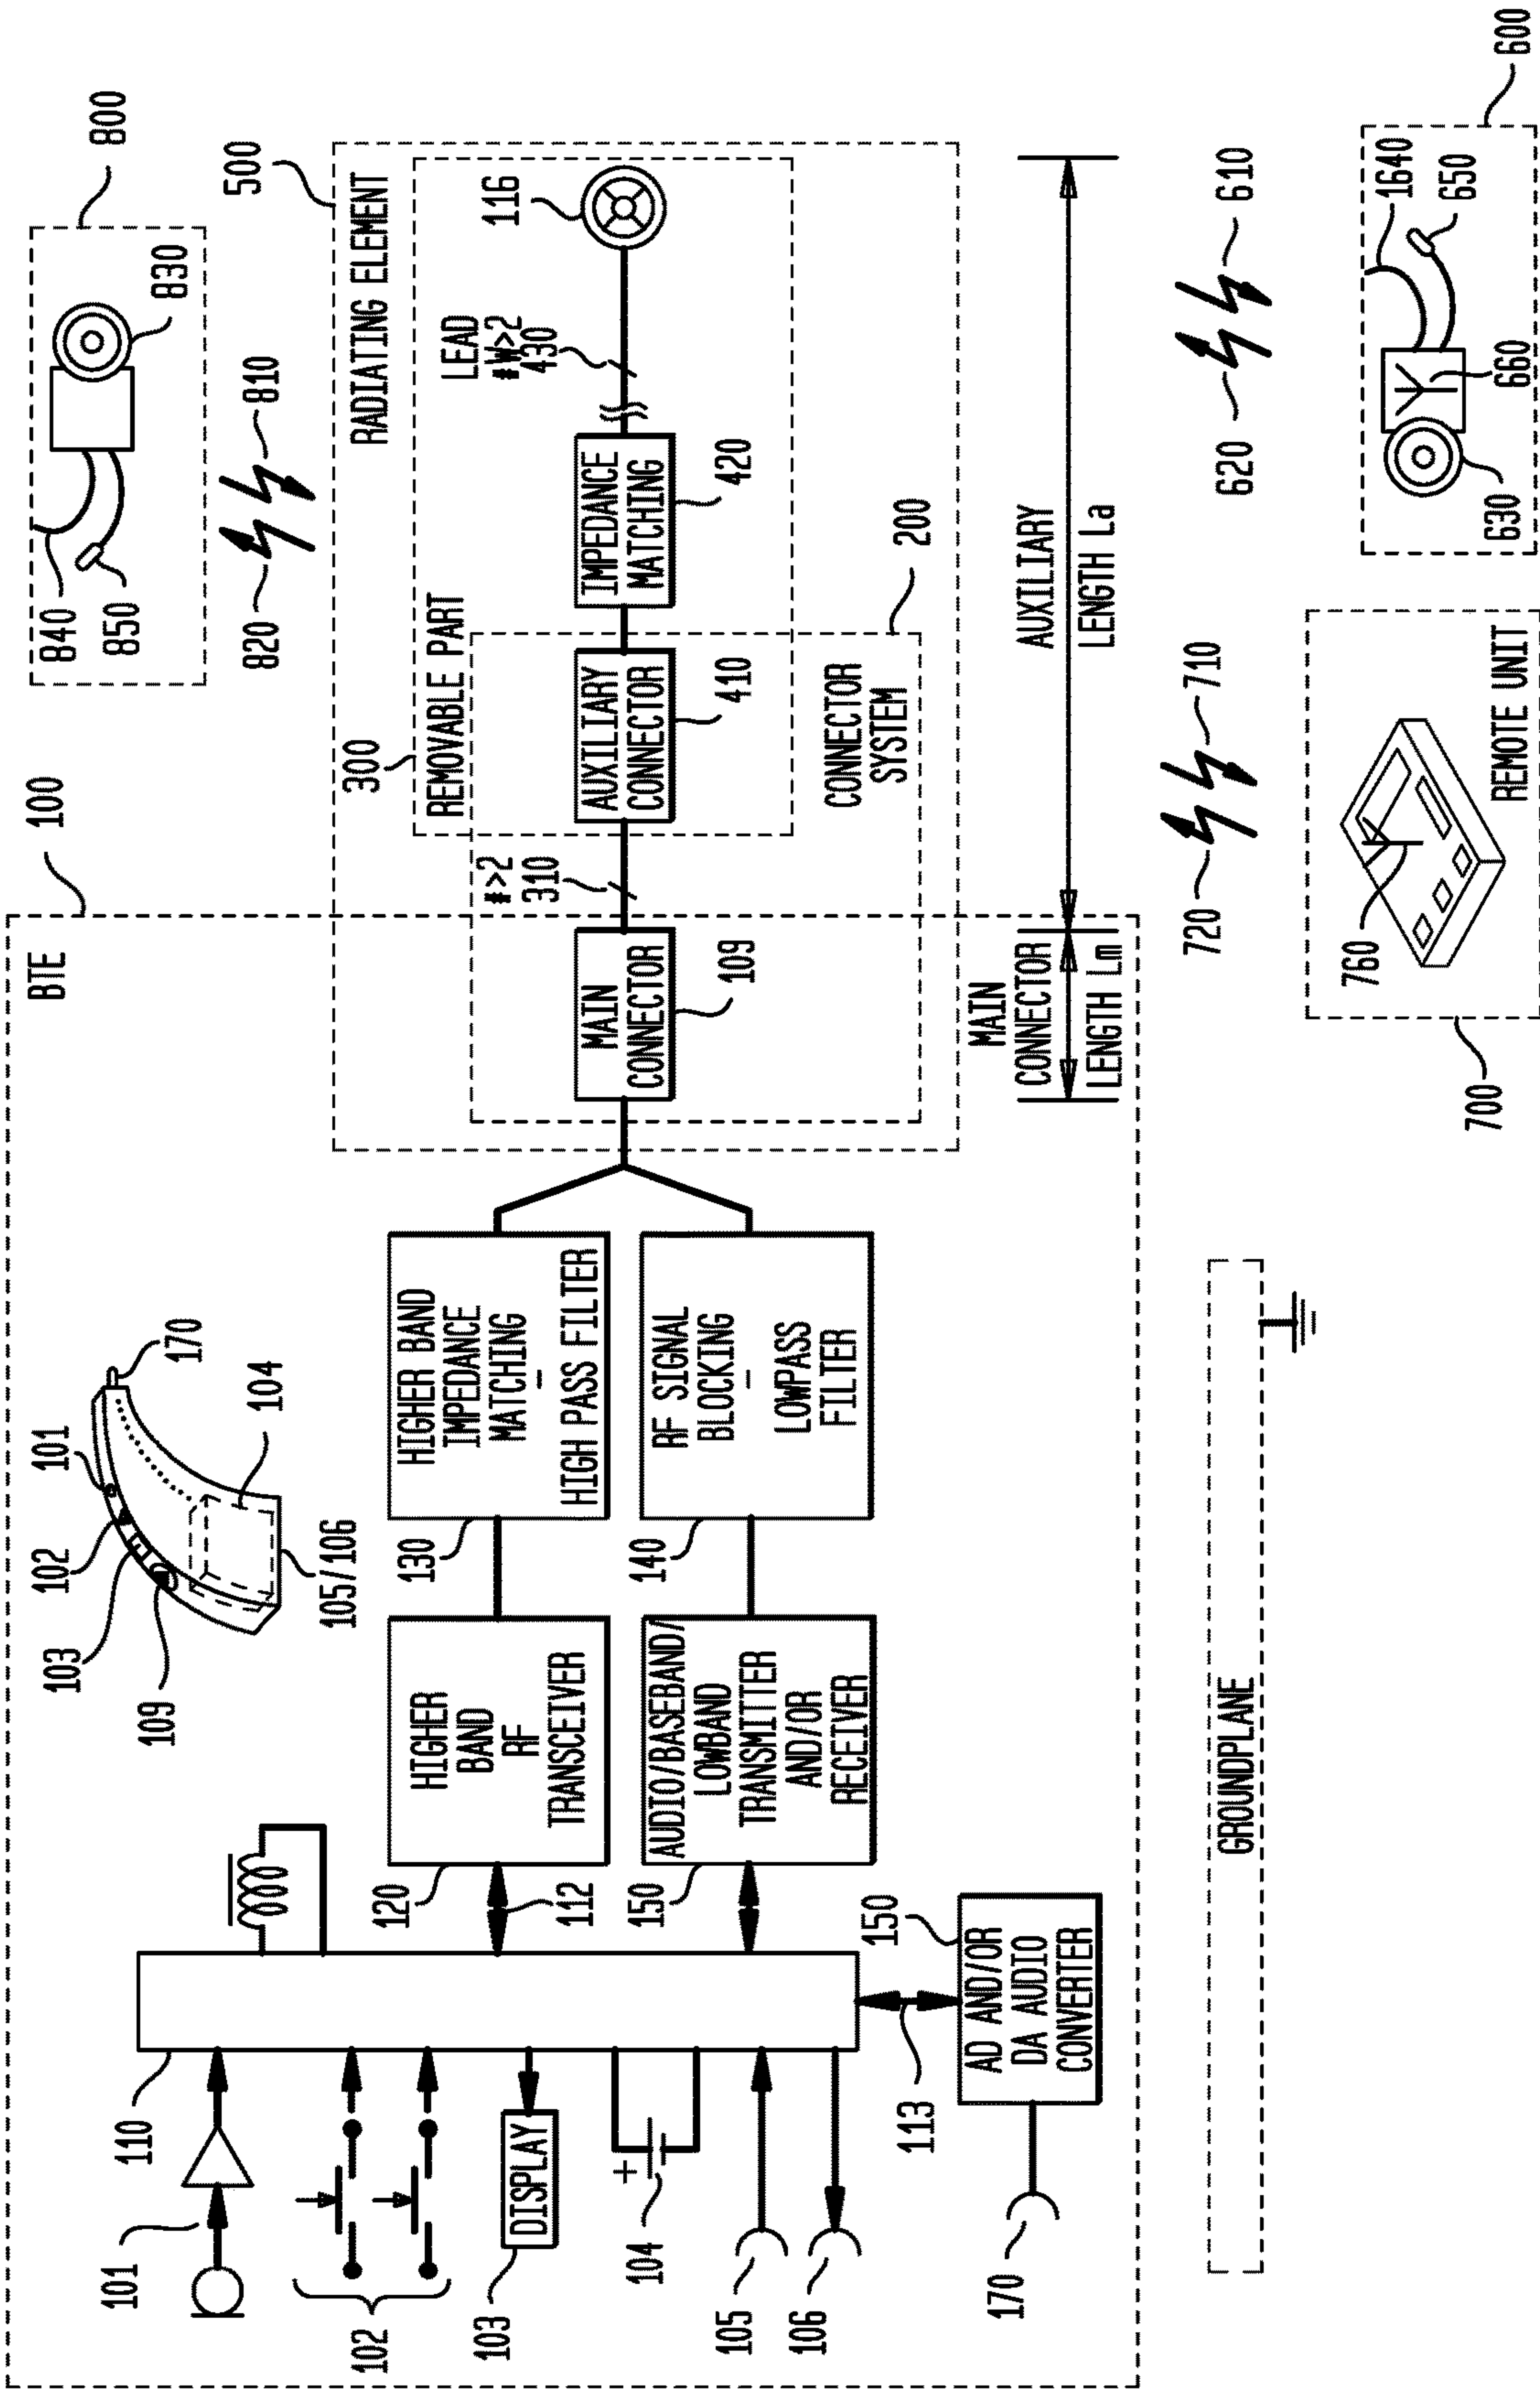 BTE
100
101
102
103
109
170
104
105/106
110
101
102
DISPLAY
103
104
105
106
170
113
AD AND/OR
DA AUDIO
CONVERTER
150
112
120
HIGHER
BAND
RF
TRANSCEIVER
150
AUDIO/BASEBAND/
LOWBAND
TRANSMITTER
AND/OR
RECEIVER
130
HIGHER BAND
IMPEDANCE
MATCHING
–
HIGH PASS FILTER
140
RF SIGNAL
BLOCKING
–
LOWPASS
FILTER
MAIN
CONNECTOR
109
#>2
310
300
REMOVABLE PART
AUXILIARY
CONNECTOR
410
CONNECTOR
SYSTEM
200
IMPEDANCE
MATCHING
420
LEAD
#W>2
430
116
RADIATING ELEMENT
500
800
830
840
850
810
820
MAIN
CONNECTOR
LENGTH Lm
AUXILIARY
LENGTH La
720
710
620
610
GROUNDPLANE
700
760
REMOTE UNIT
630
660
650
1640
600